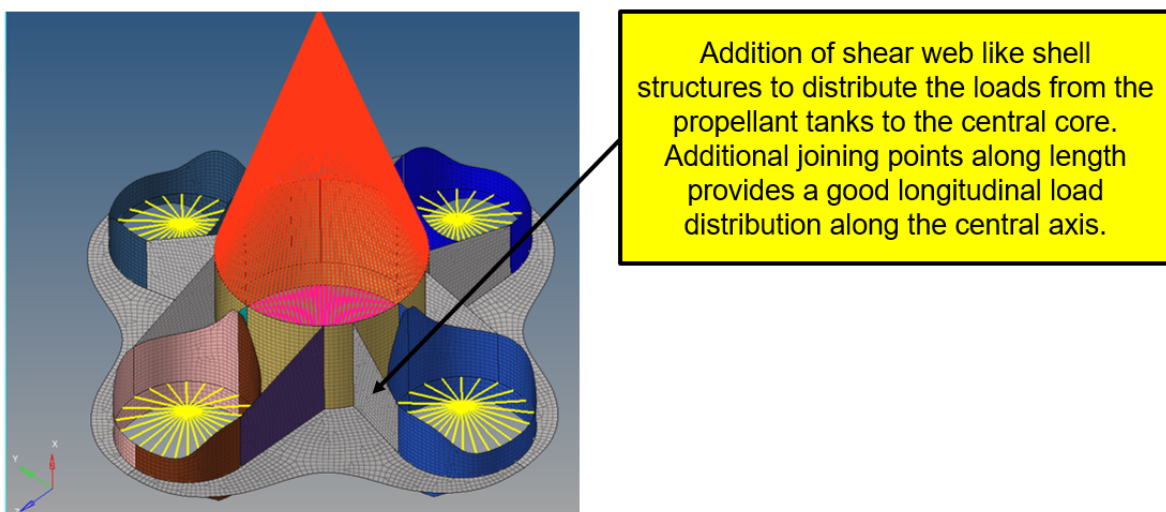 Addition of shear web like shell
structures to distribute the loads from the
propellant tanks to the central core.
Additional joining points along length
provides a good longitudinal load
distribution along the central axis.
X
Y